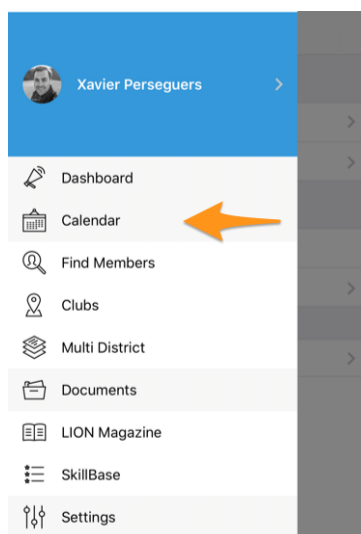 Xavier Perseguers
Dashboard
Calendar
Find Members
Clubs
Multi District
Documents
LION Magazine
SkillBase
Settings